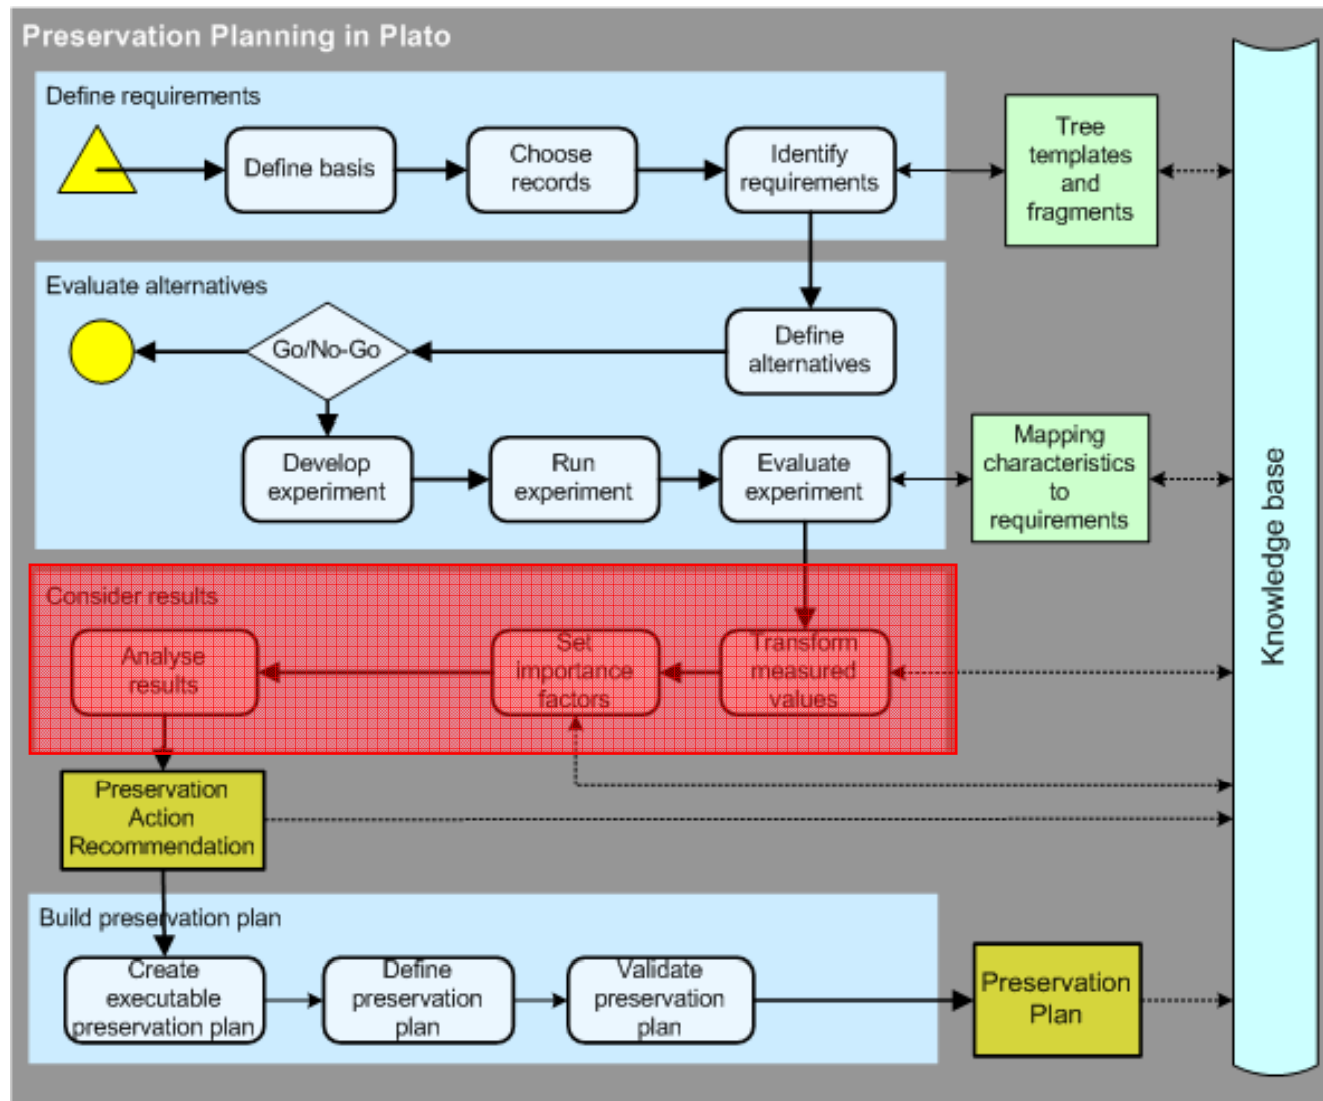 Preservation Planning in Plato
Define requirements
Define basis
Choose
records
Identify
requirements
Tree
templates
and
fragments
Evaluate alternatives
Go/No-Go
Define
alternatives
Develop
experiment
Run
experiment
Evaluate
experiment
Mapping
characteristics
to
requirements
Knowledge base
Consider results
Analyse
results
Set
importance
factors
Transform
measured
values
Preservation
Action
Recommendation
Build preservation plan
Create
executable
preservation plan
Define
preservation
plan
Validate
preservation
plan
Preservation
Plan